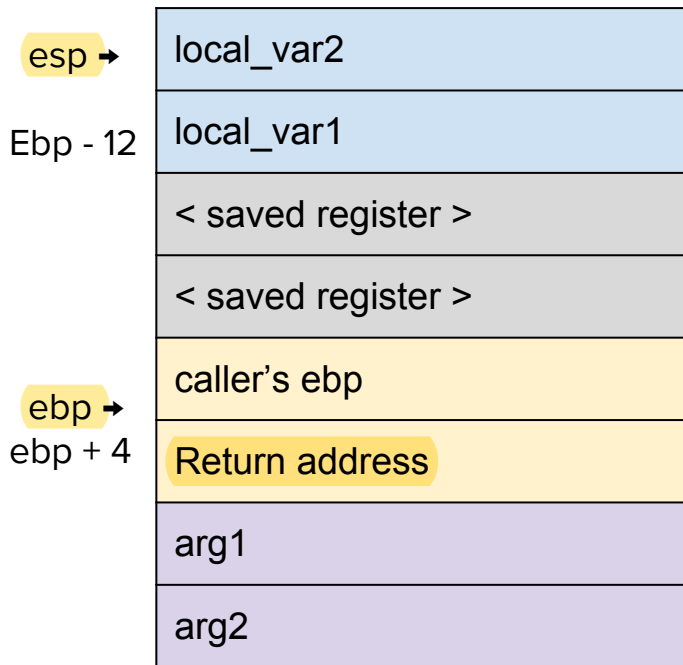 esp →
local_var2
Ebp - 12
local_var1
< saved register >
< saved register >
ebp →
caller’s ebp
ebp + 4
Return address
arg1
arg2